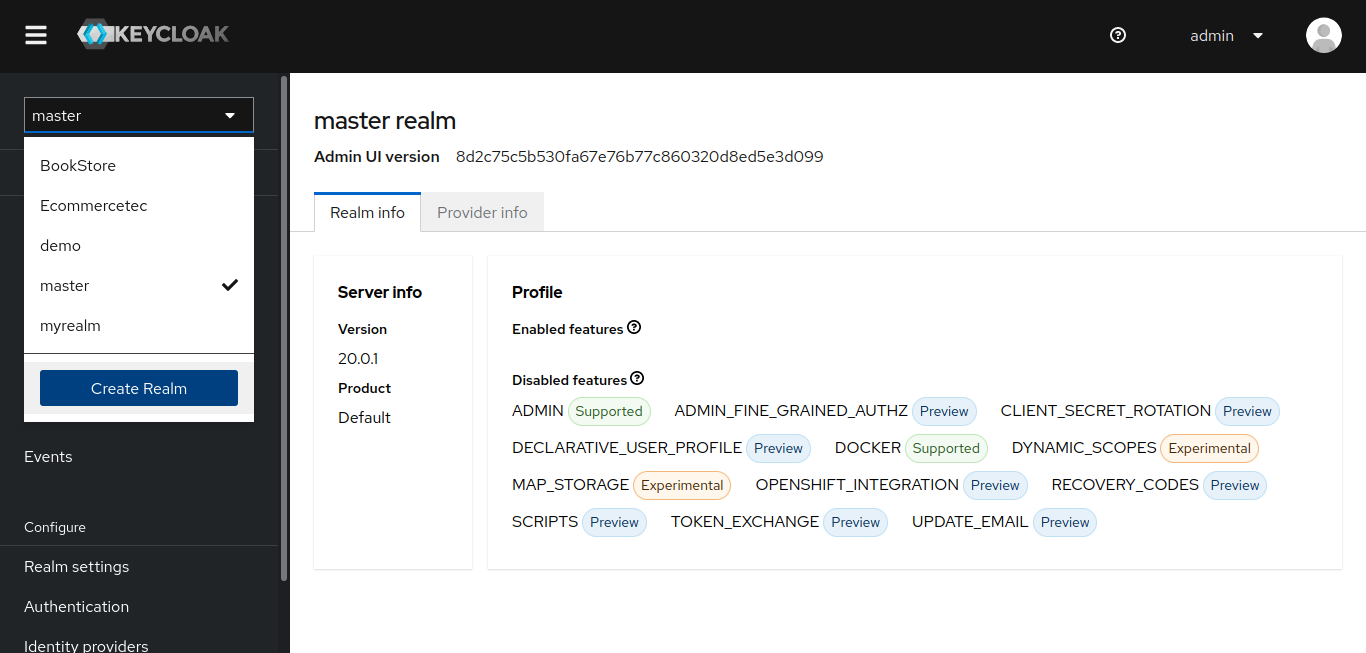 KEYCLOAK
admin
master
BookStore
Ecommercetec
demo
master
myrealm
Create Realm
Events
Configure
Realm settings
Authentication
Identity providers
master realm
Admin UI version 8d2c75c5b530fa67e76b77c860320d8ed5e3d099
Realm info Provider info
Server info
Version
20.0.1
Product
Default
Profile
Enabled features
Disabled features
ADMIN Supported ADMIN_FINE_GRAINED_AUTHZ Preview CLIENT_SECRET_ROTATION Preview
DECLARATIVE_USER_PROFILE Preview DOCKER Supported DYNAMIC_SCOPES Experimental
MAP_STORAGE Experimental OPENSHIFT_INTEGRATION Preview RECOVERY_CODES Preview
SCRIPTS Preview TOKEN_EXCHANGE Preview UPDATE_EMAIL Preview